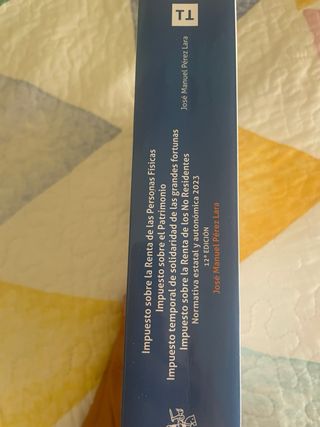 Impuesto sobre la Renta de las Personas Físicas
Impuesto sobre el Patrimonio
Impuesto temporal de solidaridad de las grandes fortunas
Impuesto sobre la Renta de los No Residentes
Normativa estatal y autonómica 2023
12ª EDICIÓN
José Manuel Pérez Lara
José Manuel Pérez Lara
TL